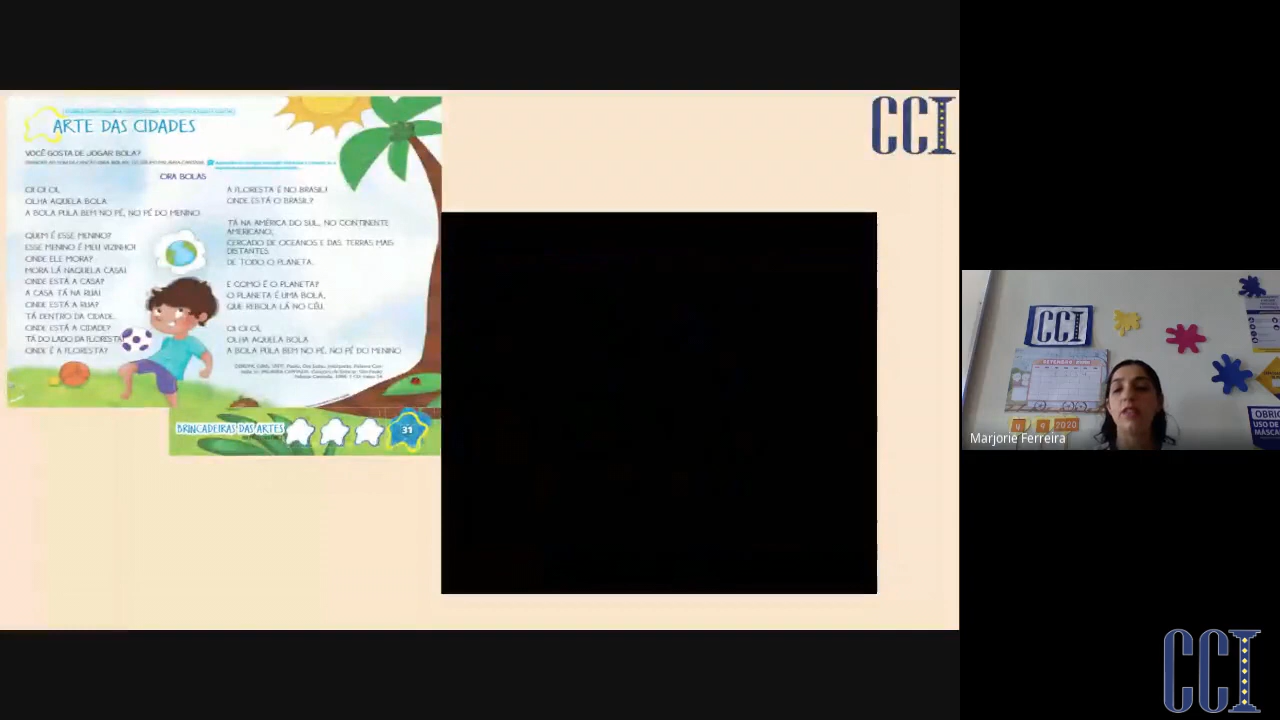 ARTE DAS CIDADES
VOCÊ GOSTA DE JOGAR BOLA?
ORA BOLAS
OI OI OI,
OLHA AQUELA BOLA
A BOLA PULA BEM NO PÉ, NO PÉ DO MENINO
QUEM É ESSE MENINO?
ESSE MENINO É MEU VIZINHO!
ONDE ELE MORA?
MORA LÁ NAQUELA CASA!
ONDE ESTÁ A CASA?
A CASA TÁ NA RUA!
ONDE ESTÁ A RUA?
TÁ DENTRO DA CIDADE.
ONDE ESTÁ A CIDADE?
TÁ DO LADO DA FLORESTA!
ONDE É A FLORESTA?
A FLORESTA É NO BRASIL!
ONDE ESTÁ O BRASIL?
TÁ NA AMÉRICA DO SUL, NO CONTINENTE
AMERICANO,
CERCADO DE OCEANOS E DAS TERRAS MAIS
DISTANTES
DE TODO O PLANETA.
E COMO É O PLANETA?
O PLANETA É UMA BOLA,
QUE REBOLA LÁ NO CÉU.
OI OI OI,
OLHA AQUELA BOLA
A BOLA PULA BEM NO PÉ, NO PÉ DO MENINO
BRINCADEIRAS DAS ARTES
31
CCI
CCI
SETEMBRO
4 9 2020
USO DE
Marjorie Ferreira
CCI